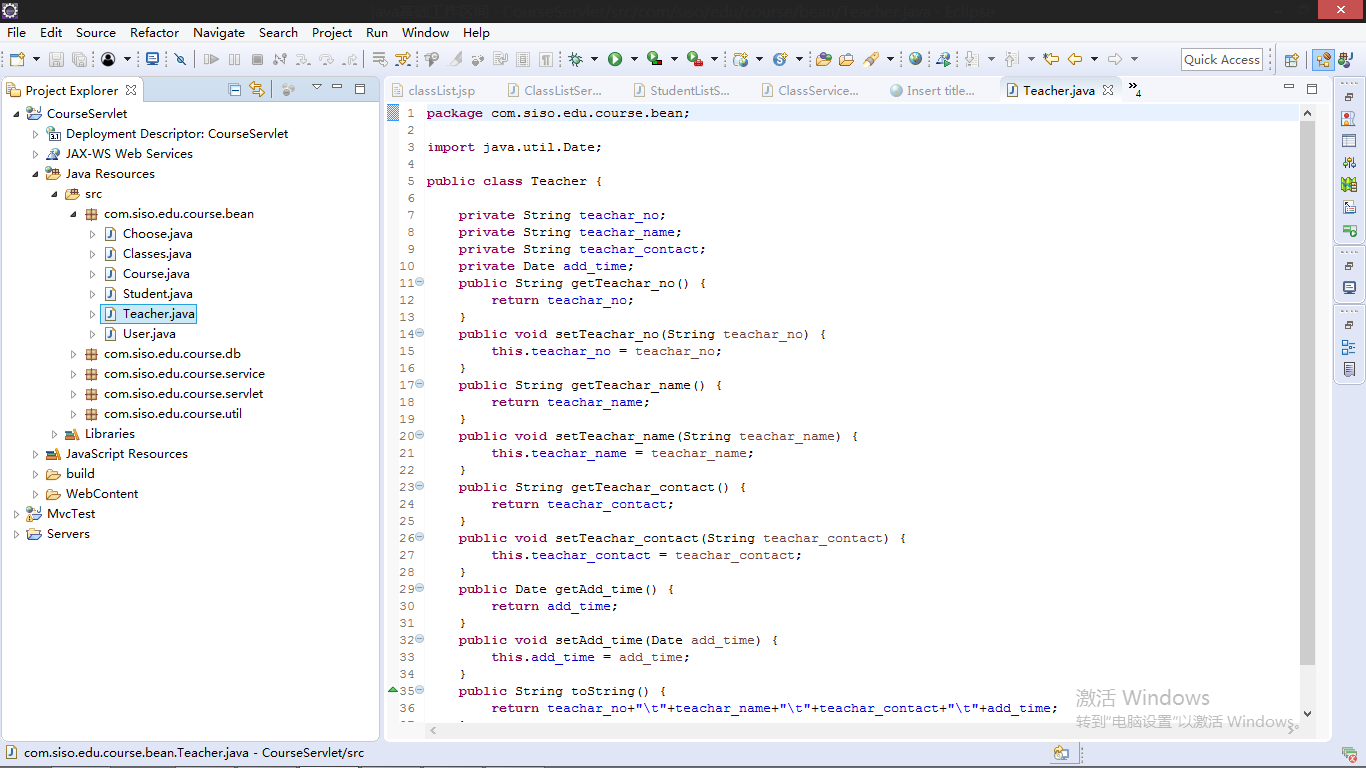 File Edit Source Refactor Navigate Search Project Run Window Help
Quick Access
Project Explorer
classList.jsp ClassListSer... StudentListS... ClassService... Insert title... Teacher.java »4
CourseServlet
Deployment Descriptor: CourseServlet
JAX-WS Web Services
Java Resources
src
com.siso.edu.course.bean
Choose.java
Classes.java
Course.java
Student.java
Teacher.java
User.java
com.siso.edu.course.db
com.siso.edu.course.service
com.siso.edu.course.servlet
com.siso.edu.course.util
Libraries
JavaScript Resources
build
WebContent
MvcTest
Servers
1 package com.siso.edu.course.bean;
2
3 import java.util.Date;
4
5 public class Teacher {
6
7 private String teachar_no;
8 private String teachar_name;
9 private String teachar_contact;
10 private Date add_time;
11 public String getTeachar_no() {
12 return teachar_no;
13 }
14 public void setTeachar_no(String teachar_no) {
15 this.teachar_no = teachar_no;
16 }
17 public String getTeachar_name() {
18 return teachar_name;
19 }
20 public void setTeachar_name(String teachar_name) {
21 this.teachar_name = teachar_name;
22 }
23 public String getTeachar_contact() {
24 return teachar_contact;
25 }
26 public void setTeachar_contact(String teachar_contact) {
27 this.teachar_contact = teachar_contact;
28 }
29 public Date getAdd_time() {
30 return add_time;
31 }
32 public void setAdd_time(Date add_time) {
33 this.add_time = add_time;
34 }
35 public String toString() {
36 return teachar_no+"\t"+teachar_name+"\t"+teachar_contact+"\t"+add_time;
激活 Windows
转到"电脑设置"以激活 Windows。
com.siso.edu.course.bean.Teacher.java - CourseServlet/src